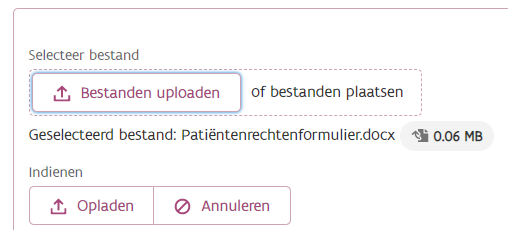 Selecteer bestand
Bestanden uploaden of bestanden plaatsen
Geselecteerd bestand: Patiëntenrechtenformulier.docx 0.06 MB
Indienen
Opladen Annuleren